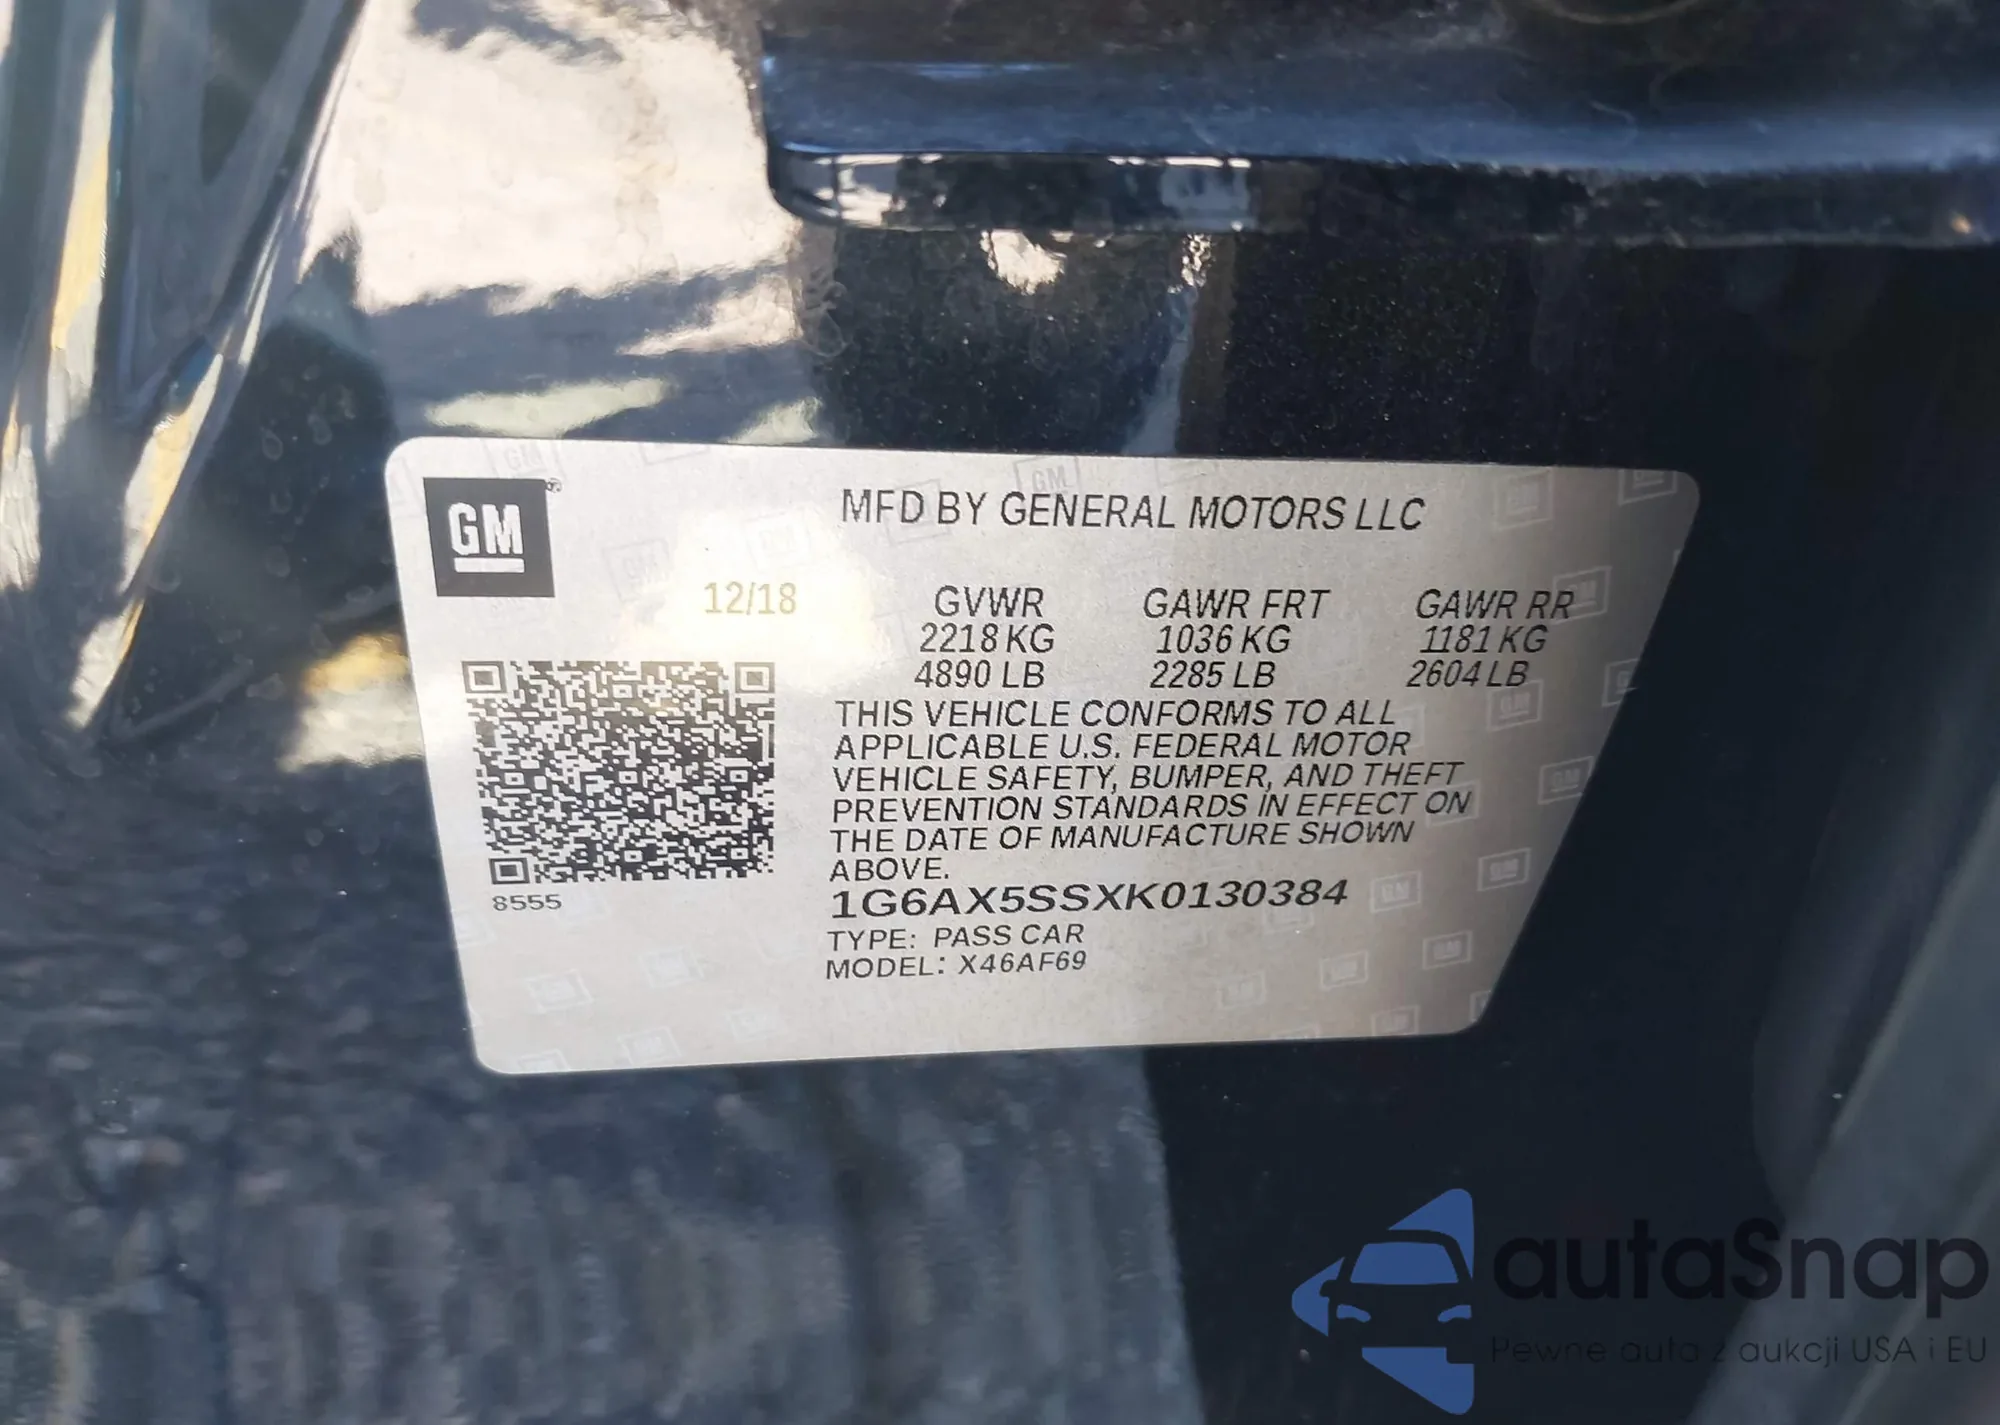 GM
MFD BY GENERAL MOTORS LLC
12/18
GVWR GAWR FRT GAWR RR
2218 KG 1036 KG 1181 KG
4890 LB 2285 LB 2604 LB
THIS VEHICLE CONFORMS TO ALL
APPLICABLE U.S. FEDERAL MOTOR
VEHICLE SAFETY, BUMPER, AND THEFT
PREVENTION STANDARDS IN EFFECT ON
THE DATE OF MANUFACTURE SHOWN
ABOVE.
8555
1G6AX5SSXK0130384
TYPE: PASS CAR
MODEL: X46AF69
autaSnap
Pewne auto z aukcji USA i EU